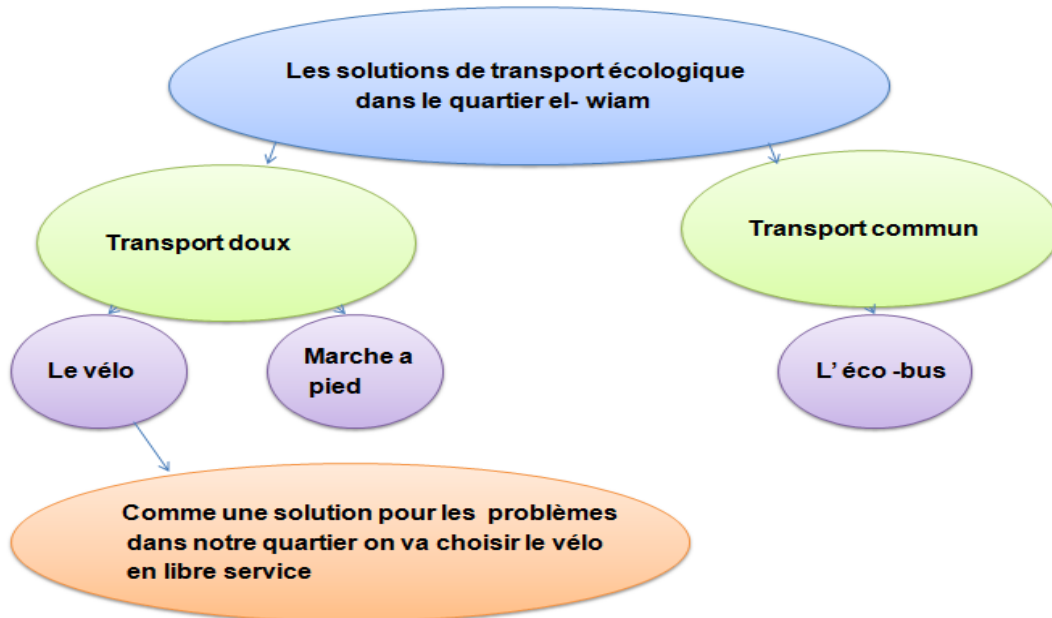 Les solutions de transport écologique
dans le quartier el- wiam
Transport doux
Transport commun
Le vélo
Marche a
pied
L' éco -bus
Comme une solution pour les problèmes
dans notre quartier on va choisir le vélo
en libre service